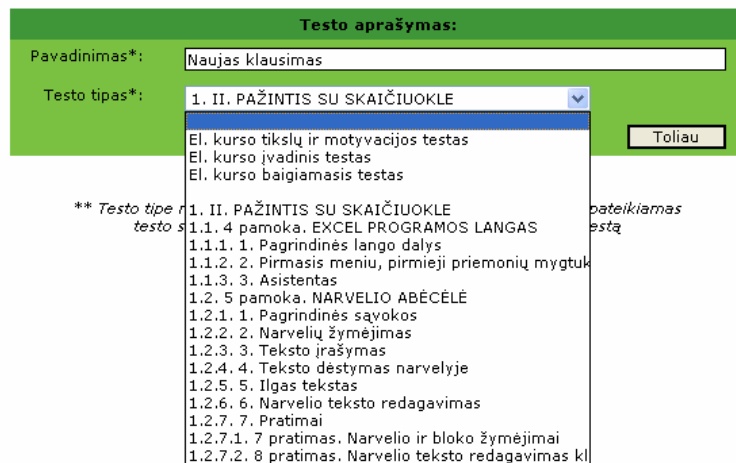 Testo aprašymas:
Pavadinimas*: Naujas klausimas
Testo tipas*: 1. II. PAŽINTIS SU SKAIČIUOKLE
El. kurso tikslų ir motyvacijos testas
Toliau
El. kurso įvadinis testas
El. kurso baigiamasis testas
** Testo tipe
1. II. PAŽINTIS SU SKAIČIUOKLE
pateikiamas
testo
1.1. 4 pamoka. EXCEL PROGRAMOS LANGAS
1.1.1. 1. Pagrindinės lango dalys
1.1.2. 2. Pirmasis meniu, pirmieji priemonių mygtuk
1.1.3. 3. Asistentas
1.2. 5 pamoka. NARVELIO ABĖCĖLĖ
1.2.1. 1. Pagrindinės sąvokos
1.2.2. 2. Narvelių žymėjimas
1.2.3. 3. Teksto įrašymas
1.2.4. 4. Teksto dėstymas narvelyje
1.2.5. 5. Ilgas tekstas
1.2.6. 6. Narvelio teksto redagavimas
1.2.7. 7. Pratimai
1.2.7.1. 7 pratimas. Narvelio ir bloko žymėjimai
1.2.7.2. 8 pratimas. Narvelio teksto redagavimas kl